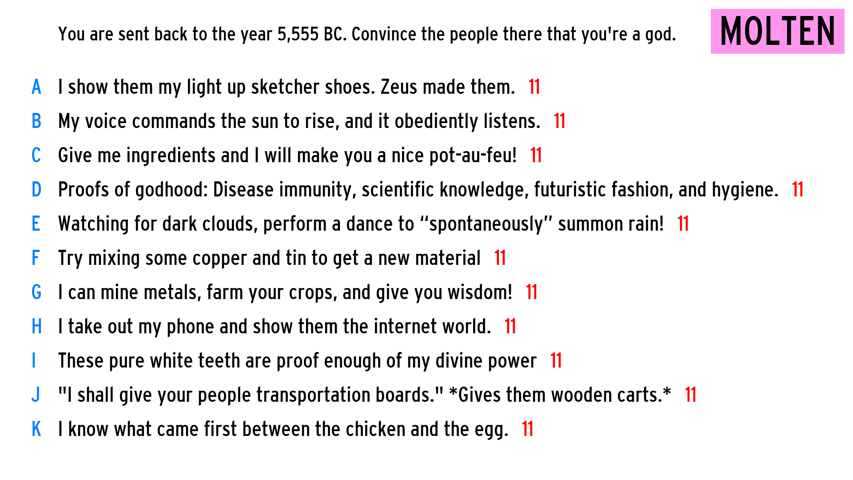 You are sent back to the year 5,555 BC. Convince the people there that you're a god.
MOLTEN
A I show them my light up sketcher shoes. Zeus made them. 11
B My voice commands the sun to rise, and it obediently listens. 11
C Give me ingredients and I will make you a nice pot-au-feu! 11
D Proofs of godhood: Disease immunity, scientific knowledge, futuristic fashion, and hygiene. 11
E Watching for dark clouds, perform a dance to “spontaneously” summon rain! 11
F Try mixing some copper and tin to get a new material 11
G I can mine metals, farm your crops, and give you wisdom! 11
H I take out my phone and show them the internet world. 11
I These pure white teeth are proof enough of my divine power 11
J "I shall give your people transportation boards." *Gives them wooden carts.* 11
K I know what came first between the chicken and the egg. 11